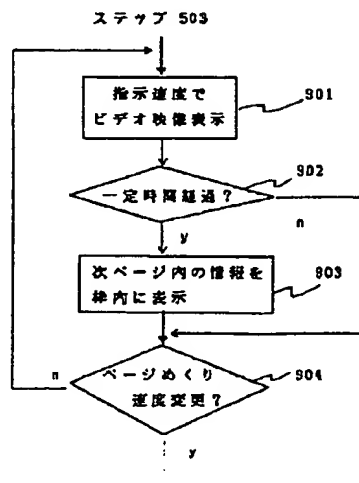 ステップ 503
指示速度で
ビデオ映像表示
901
一定時間経過?
902
n
y
次ページ内の情報を
枠内に表示
903
ページめくり
速度変更?
904
n
y